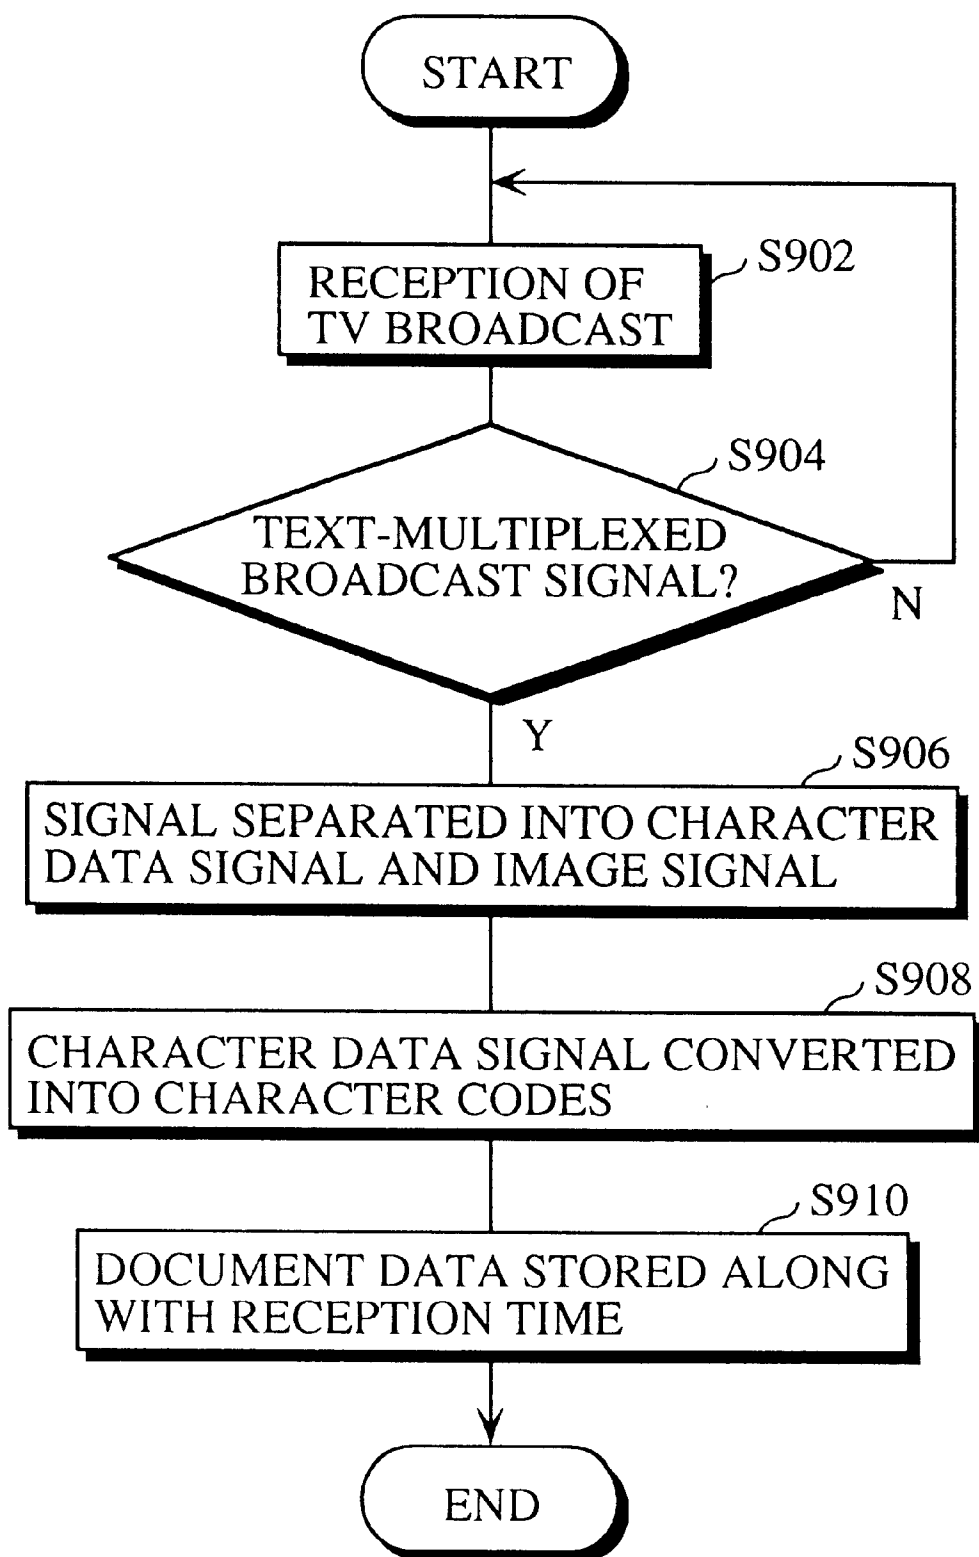 START
S902
RECEPTION OF
TV BROADCAST
S904
TEXT-MULTIPLEXED
BROADCAST SIGNAL?
N
Y
S906
SIGNAL SEPARATED INTO CHARACTER
DATA SIGNAL AND IMAGE SIGNAL
S908
CHARACTER DATA SIGNAL CONVERTED
INTO CHARACTER CODES
S910
DOCUMENT DATA STORED ALONG
WITH RECEPTION TIME
END